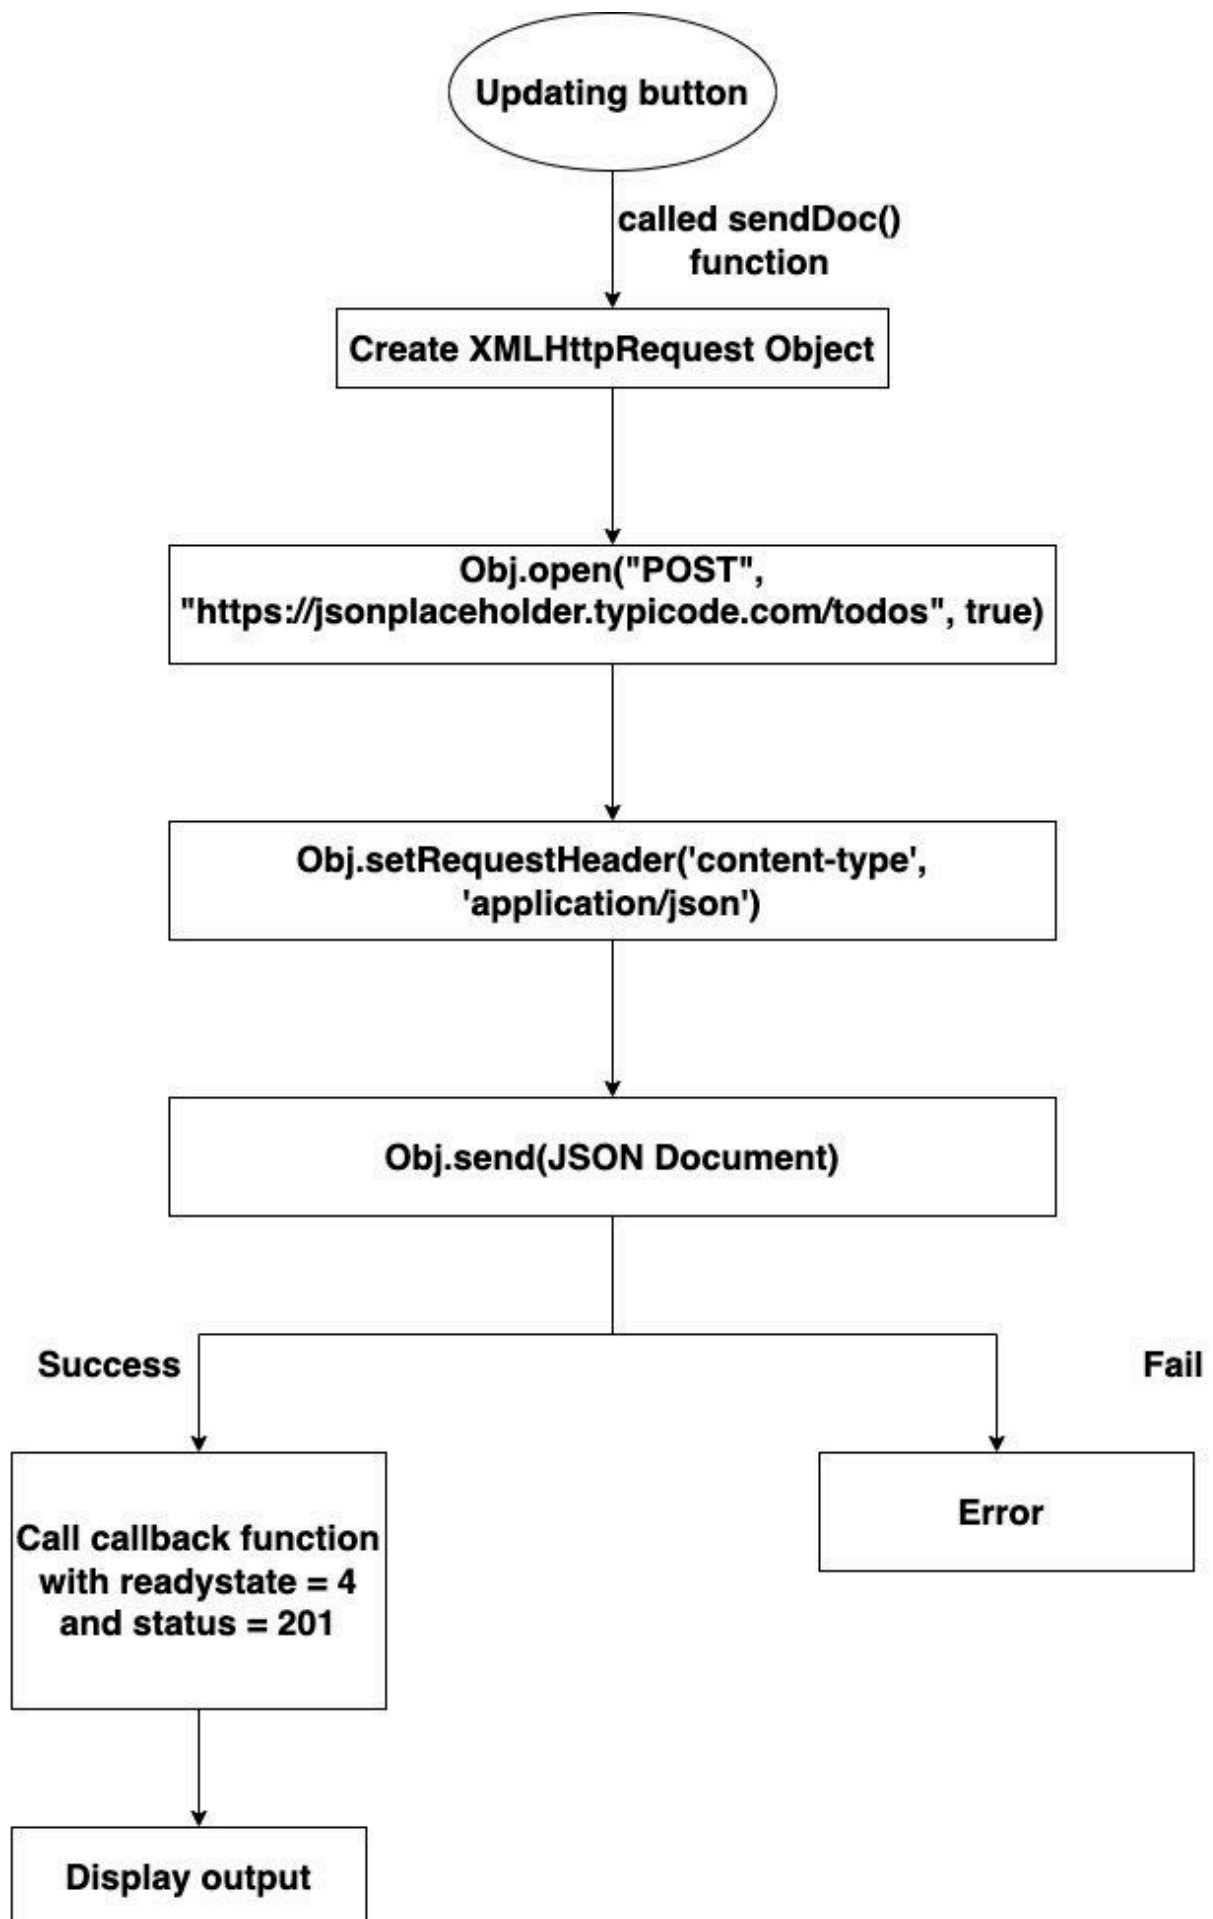 Updating button
called sendDoc()
function
Create XMLHttpRequest Object
Obj.open("POST",
"https://jsonplaceholder.typicode.com/todos", true)
Obj.setRequestHeader('content-type',
'application/json')
Obj.send(JSON Document)
Success
Fail
Call callback function
with readystate = 4
and status = 201
Error
Display output